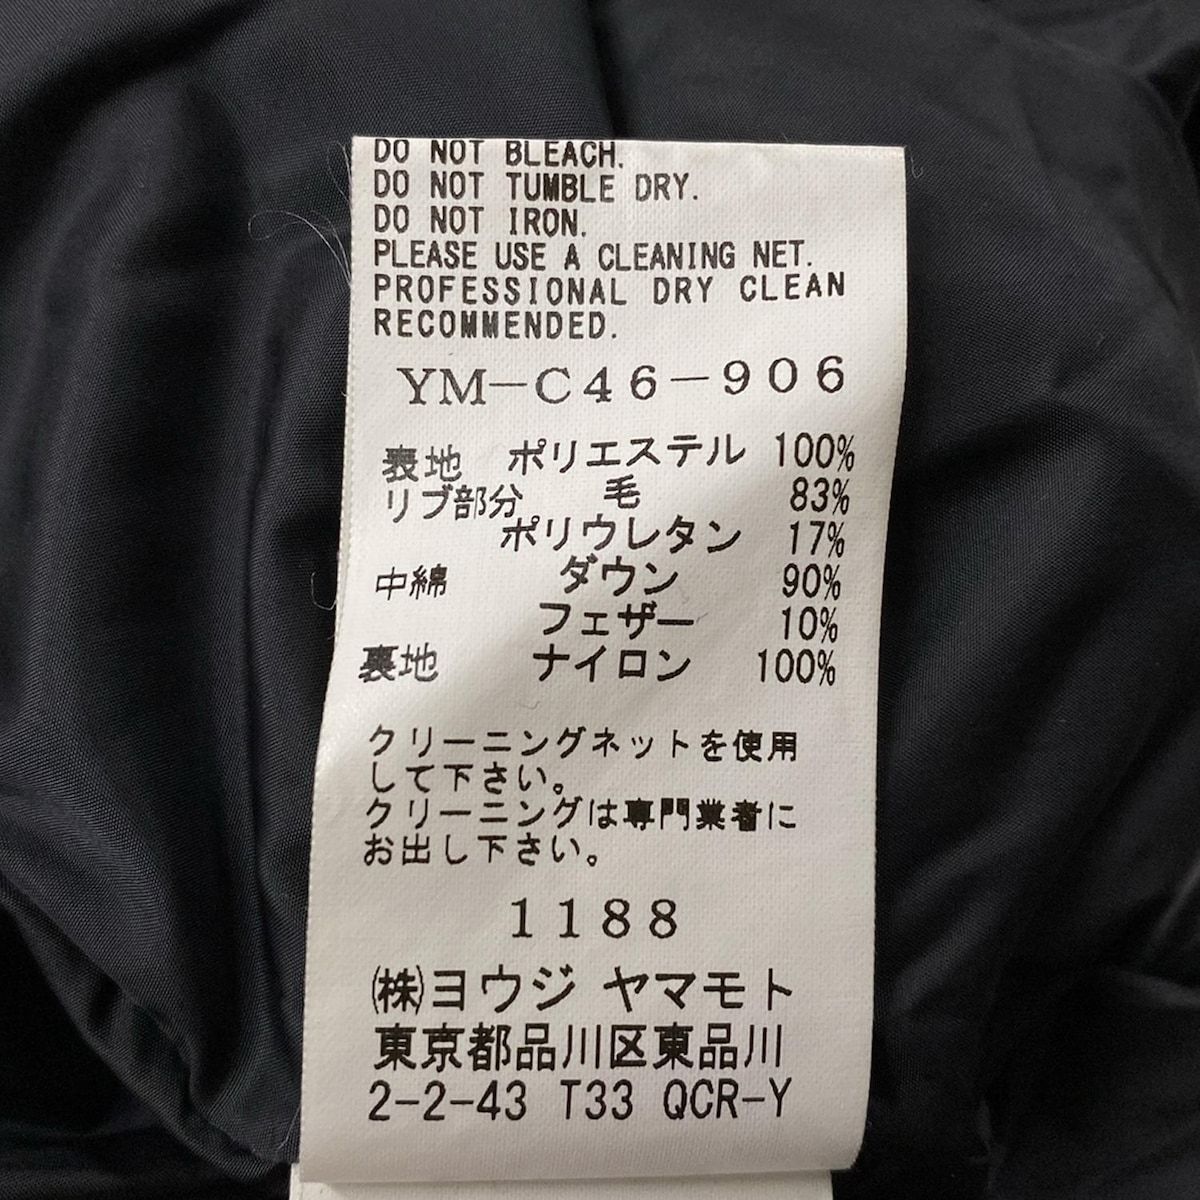 DO NOT BLEACH.
DO NOT TUMBLE DRY.
DO NOT IRON.
PLEASE USE A CLEANING NET.
PROFESSIONAL DRY CLEAN
RECOMMENDED.
YM-C46-906
表地 ポリエステル 100%
リブ部分 毛 83%
ポリウレタン 17%
中綿 ダウン 90%
フェザー 10%
裏地 ナイロン 100%
クリーニングネットを使用
して下さい。
クリーニングは専門業者に
お出し下さい。
1188
㈱ヨウジ ヤマモト
東京都品川区東品川
2-2-43 T33 QCR-Y